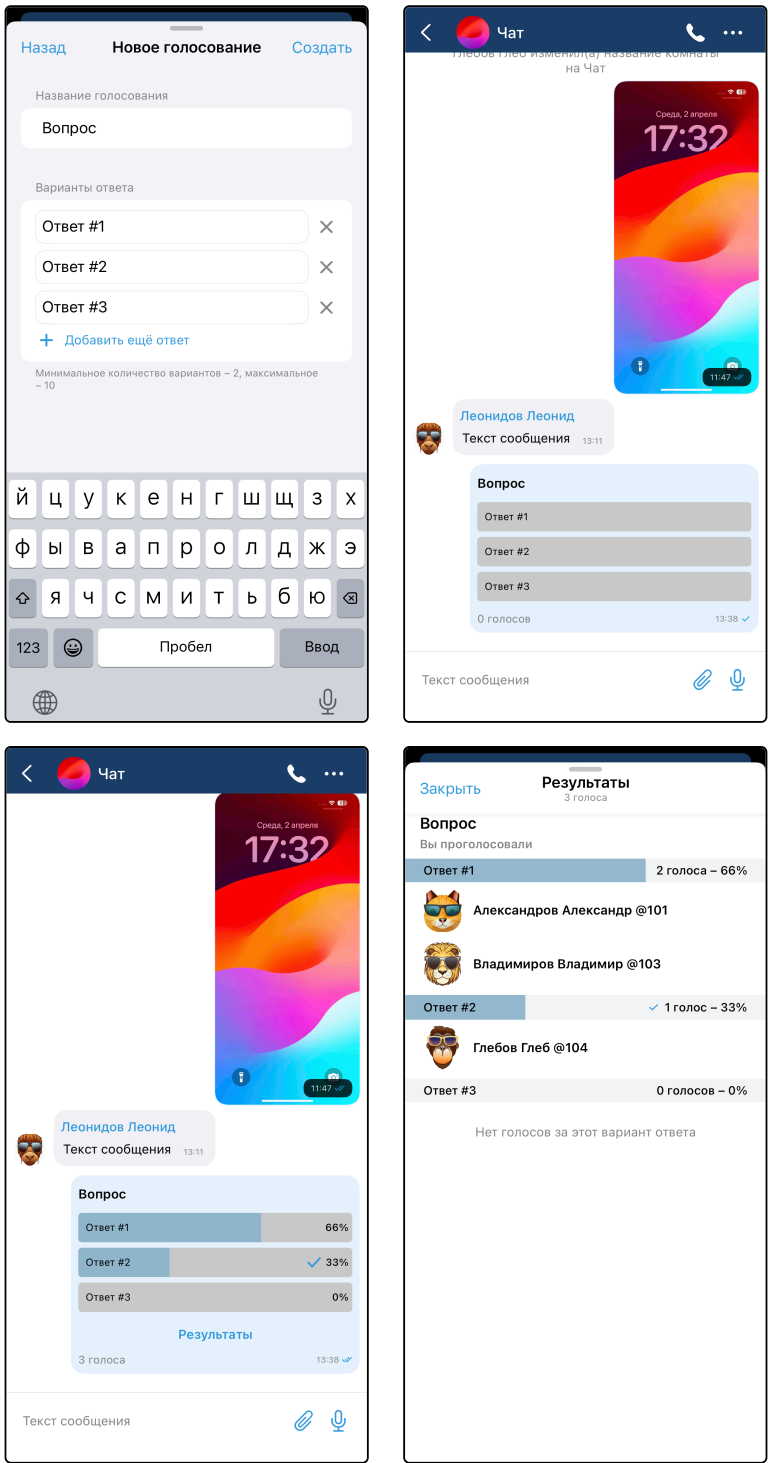 Назад Новое голосование Создать
Название голосования
Вопрос
Варианты ответа
Ответ #1
Ответ #2
Ответ #3
Добавить ещё ответ
Минимальное количество вариантов – 2, максимальное
– 10
й ц у к е н г ш щ з х
ф ы в а п р о л д ж э
я ч с м и т ь б ю
123 Пробел Ввод
Чат
Глебов Глеб изменил(а) название комнаты
на Чат
Среда, 2 апреля
17:32
11:47
Леонидов Леонид
Текст сообщения 13:11
Вопрос
Ответ #1
Ответ #2
Ответ #3
0 голосов 13:38
Текст сообщения
Чат
Среда, 2 апреля
17:32
11:47
Леонидов Леонид
Текст сообщения 13:11
Вопрос
Ответ #1 66%
Ответ #2 33%
Ответ #3 0%
Результаты
3 голоса 13:38
Текст сообщения
Закрыть Результаты
3 голоса
Вопрос
Вы проголосовали
Ответ #1 2 голоса – 66%
Александров Александр @101
Владимиров Владимир @103
Ответ #2 1 голос – 33%
Глебов Глеб @104
Ответ #3 0 голосов – 0%
Нет голосов за этот вариант ответа